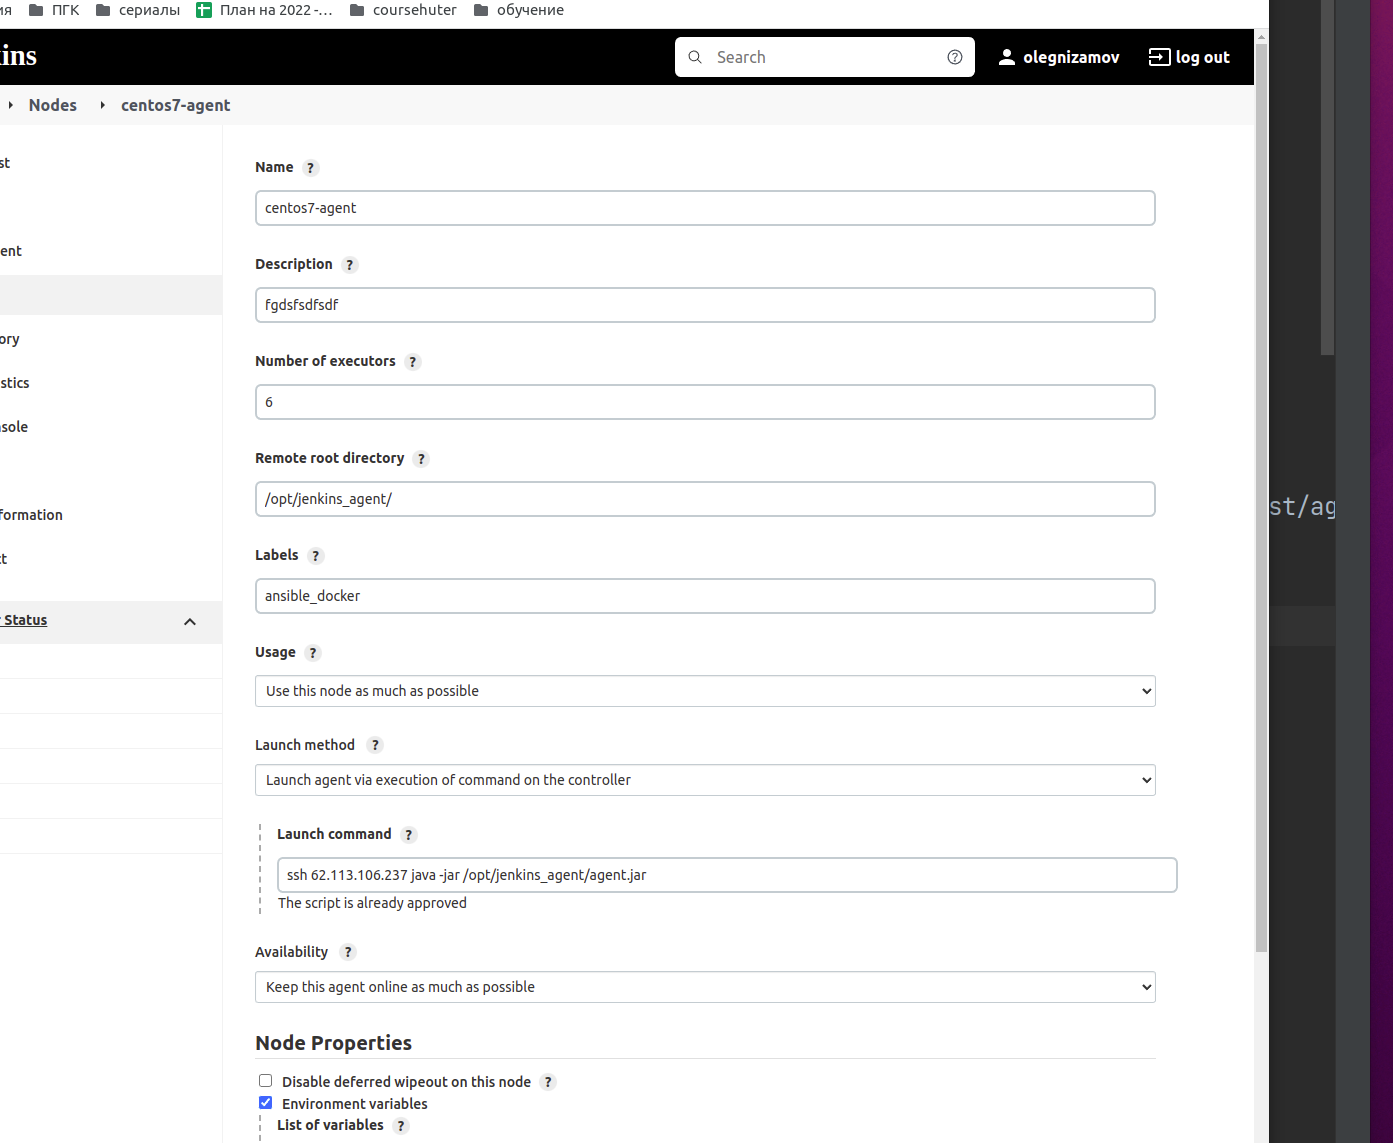 ия ПГК сериалы План на 2022 -... coursehuter обучение
kins Search olegnizamov log out
Nodes centos7-agent
st
ent
ory
stics
nsole
formation
ct
r Status
Name ?
centos7-agent
Description ?
fgdsfsdfsdf
Number of executors ?
6
Remote root directory ?
/opt/jenkins_agent/
Labels ?
ansible_docker
Usage ?
Use this node as much as possible
Launch method ?
Launch agent via execution of command on the controller
Launch command ?
ssh 62.113.106.237 java -jar /opt/jenkins_agent/agent.jar
The script is already approved
Availability ?
Keep this agent online as much as possible
Node Properties
Disable deferred wipeout on this node ?
Environment variables
List of variables ?
st/ag